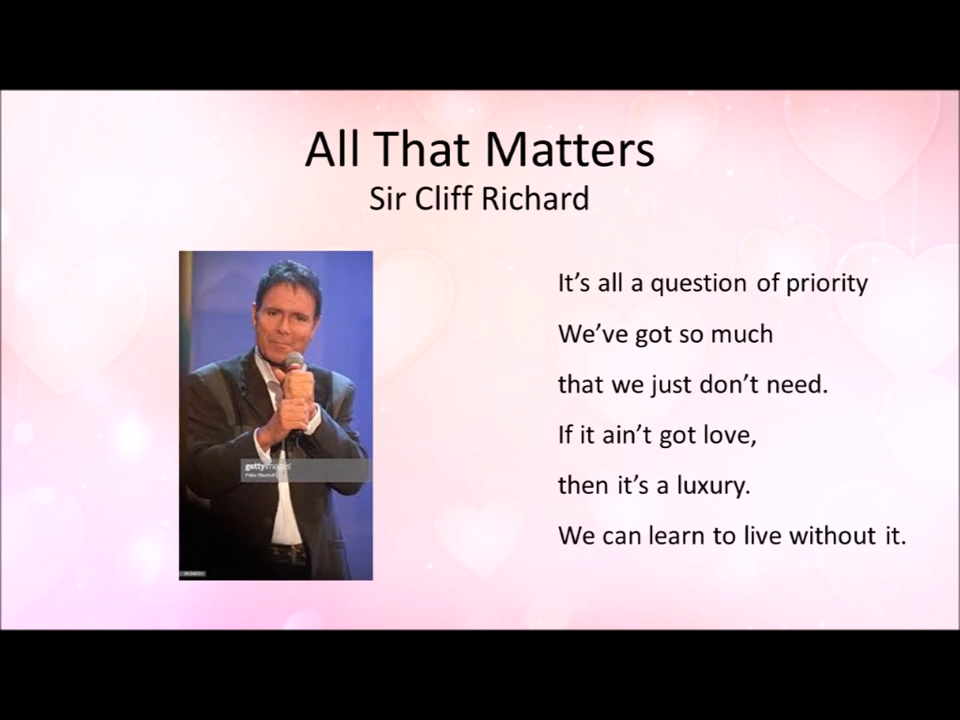 All That Matters
Sir Cliff Richard
It's all a question of priority
We've got so much
that we just don't need.
If it ain't got love,
then it's a luxury.
We can learn to live without it.
gettyimages